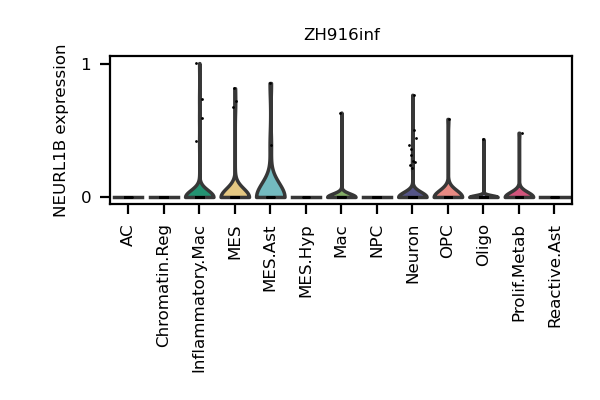 ZH916inf
NEURL1B expression
1
0
AC
Chromatin.Reg
Inflammatory.Mac
MES
MES.Ast
MES.Hyp
Mac
NPC
Neuron
OPC
Oligo
Prolif.Metab
Reactive.Ast